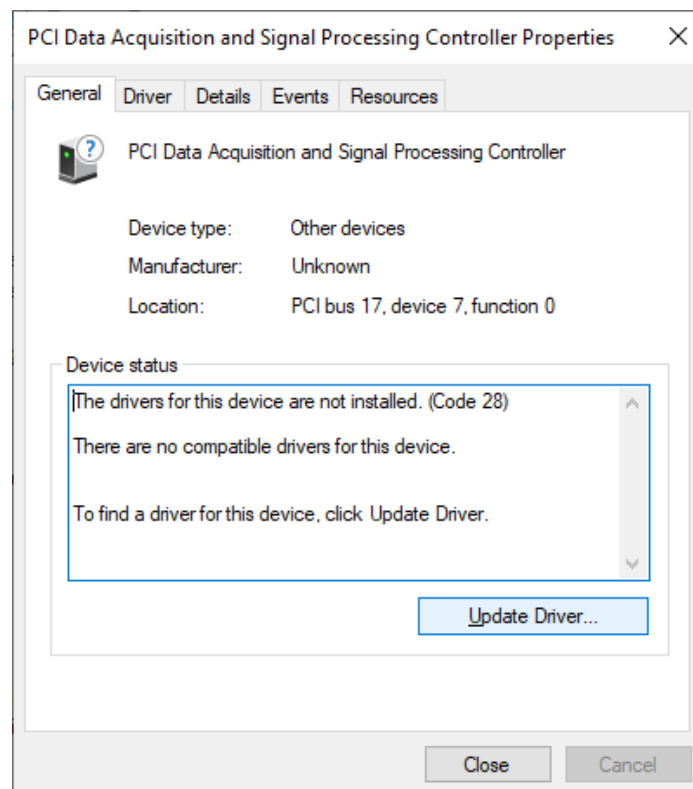 PCI Data Acquisition and Signal Processing Controller Properties
General Driver Details Events Resources
PCI Data Acquisition and Signal Processing Controller
Device type: Other devices
Manufacturer: Unknown
Location: PCI bus 17, device 7, function 0
Device status
The drivers for this device are not installed. (Code 28)
There are no compatible drivers for this device.
To find a driver for this device, click Update Driver.
Update Driver...
Close Cancel